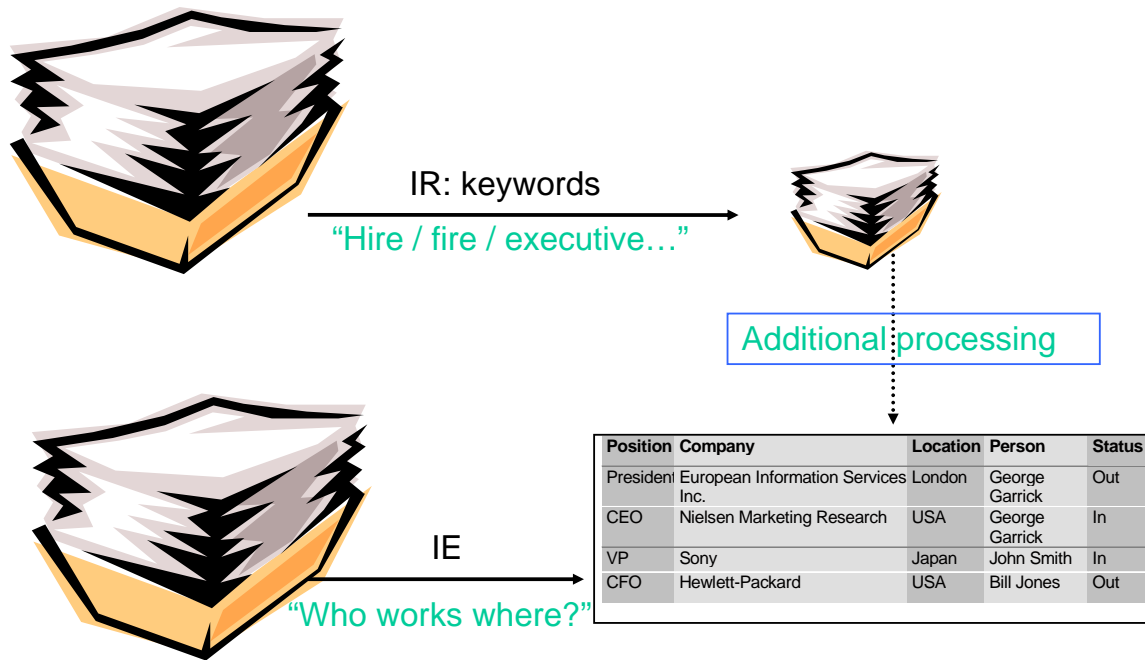 IR: keywords
“Hire / fire / executive…”
Additional processing
Position Company Location Person Status
President European Information Services Inc. London George Garrick Out
CEO Nielsen Marketing Research USA George Garrick In
VP Sony Japan John Smith In
CFO Hewlett-Packard USA Bill Jones Out
IE
“Who works where?”